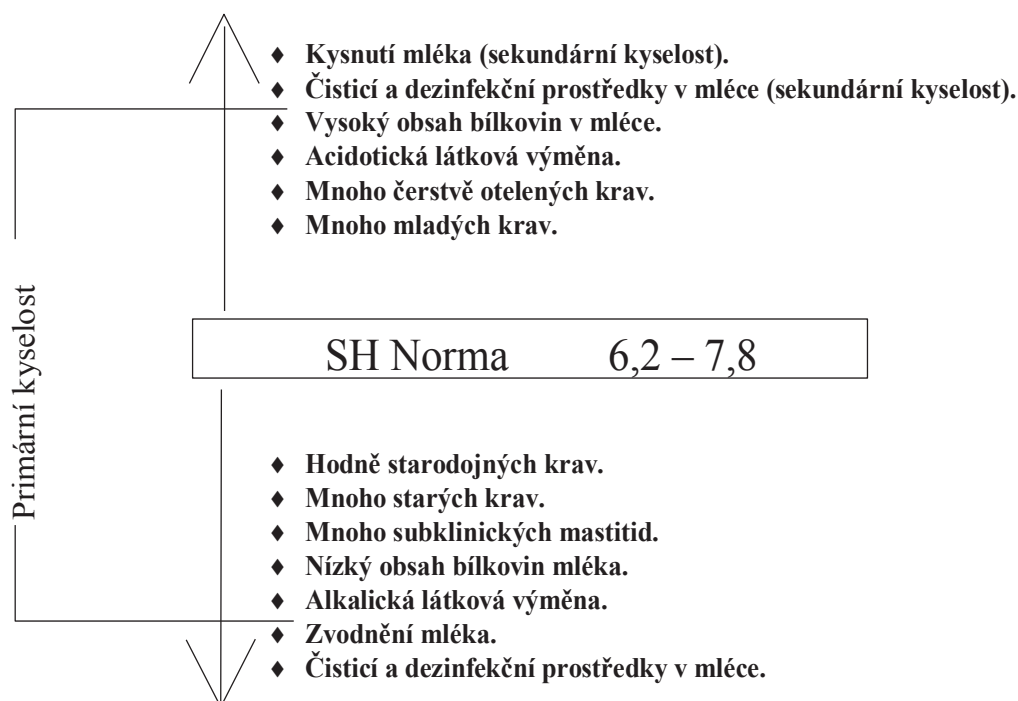 ♦ Kysnutí mléka (sekundární kyselost).
♦ Čisticí a dezinfekční prostředky v mléce (sekundární kyselost).
♦ Vysoký obsah bílkovin v mléce.
♦ Acidotická látková výměna.
♦ Mnoho čerstvě otelených krav.
♦ Mnoho mladých krav.
Primární kyselost
SH Norma 6,2 – 7,8
♦ Hodně starodojných krav.
♦ Mnoho starých krav.
♦ Mnoho subklinických mastitid.
♦ Nízký obsah bílkovin mléka.
♦ Alkalická látková výměna.
♦ Zvodnění mléka.
♦ Čisticí a dezinfekční prostředky v mléce.